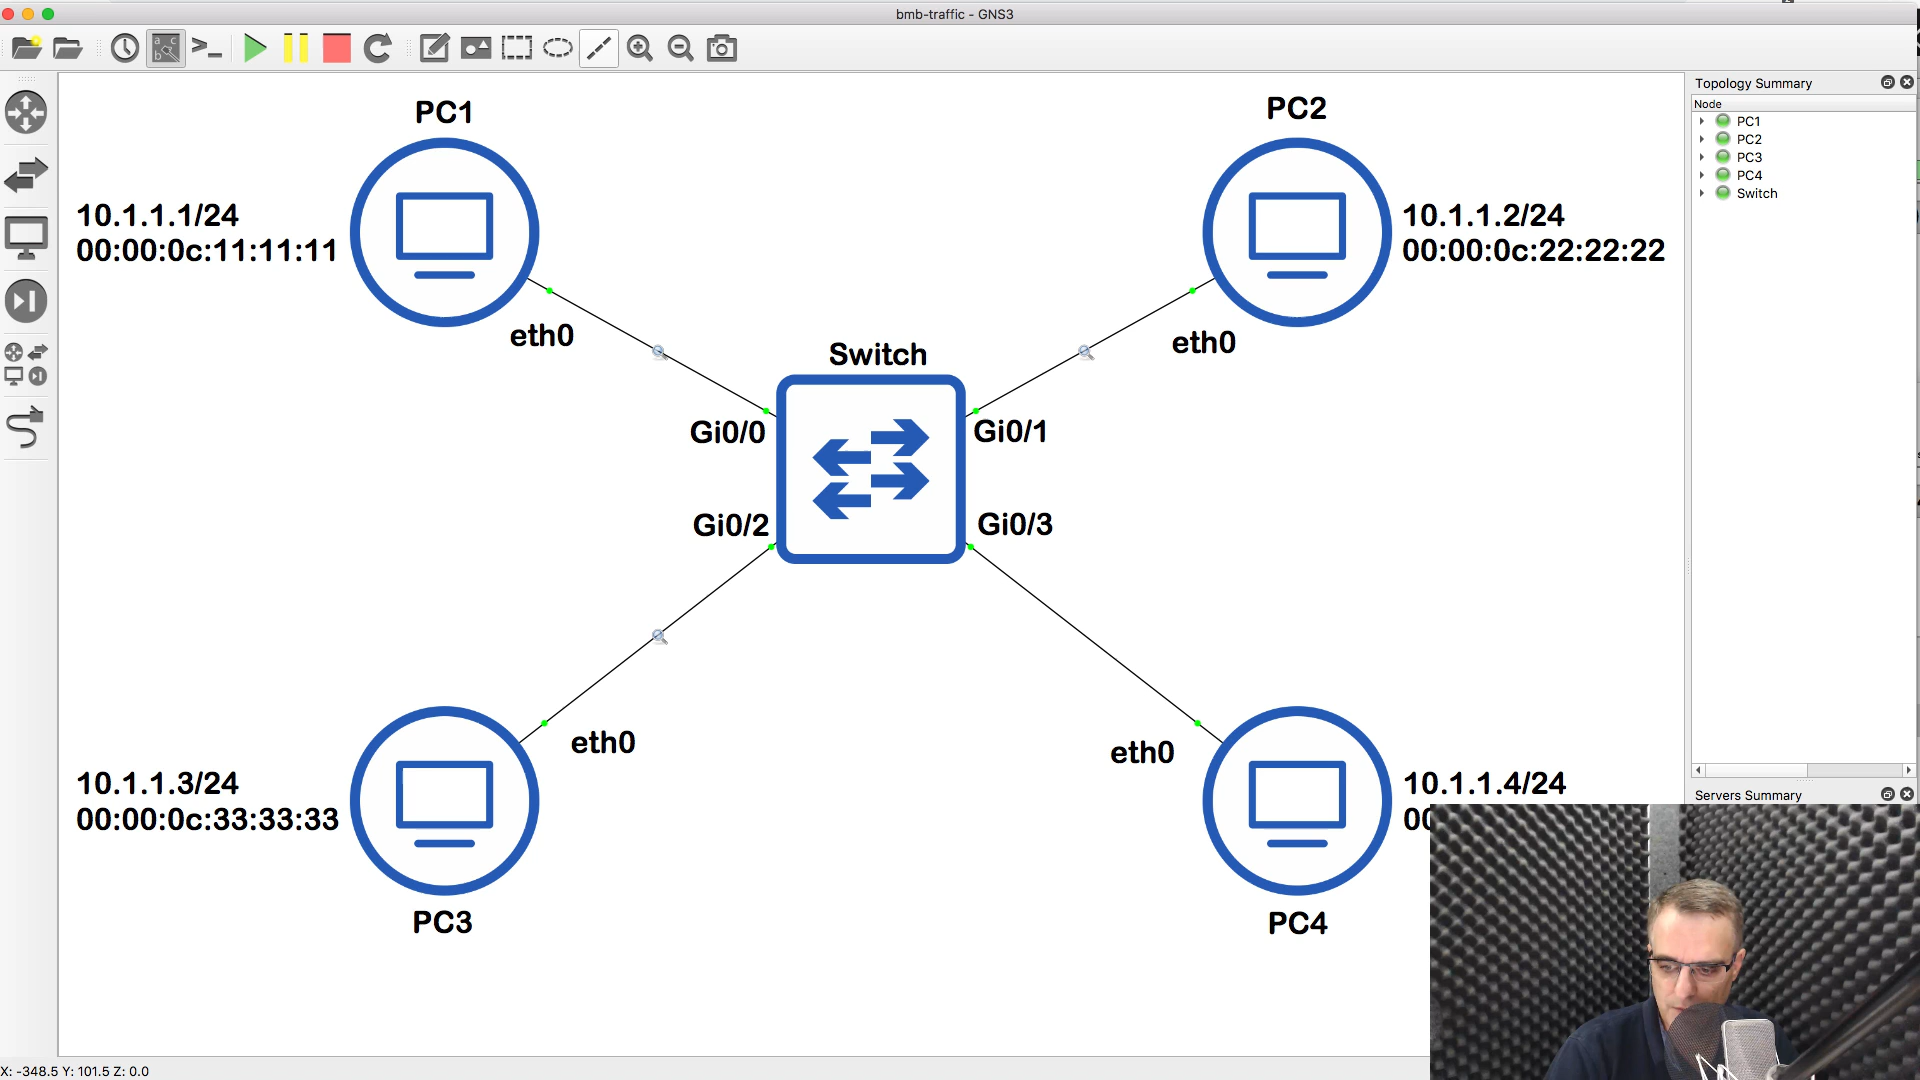 bmb-traffic - GNS3
PC1
PC2
10.1.1.1/24
00:00:0c:11:11:11
10.1.1.2/24
00:00:0c:22:22:22
eth0
eth0
Switch
Gi0/0
Gi0/1
Gi0/2
Gi0/3
eth0
eth0
10.1.1.3/24
00:00:0c:33:33:33
10.1.1.4/24
PC3
PC4
Topology Summary
Node
PC1
PC2
PC3
PC4
Switch
Servers Summary
X: -348.5 Y: 101.5 Z: 0.0